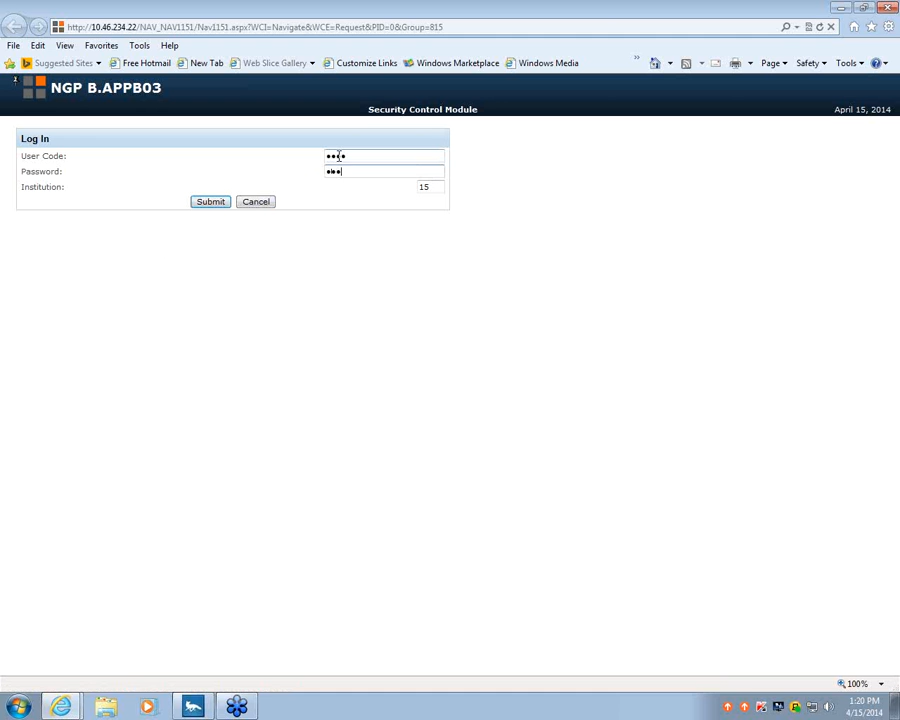 http://10.46.234.22/NAV_NAV1151/Nav1151.aspx?WCI=Navigate&WCE=Request&PID=0&Group=815
File Edit View Favorites Tools Help
Suggested Sites Free Hotmail New Tab Web Slice Gallery Customize Links Windows Marketplace Windows Media » Page Safety Tools
1 NGP B.APPB03
Security Control Module April 15, 2014
Log In
User Code: ••••
Password: ••••
Institution: 15
Submit Cancel
100%
1:20 PM
4/15/2014